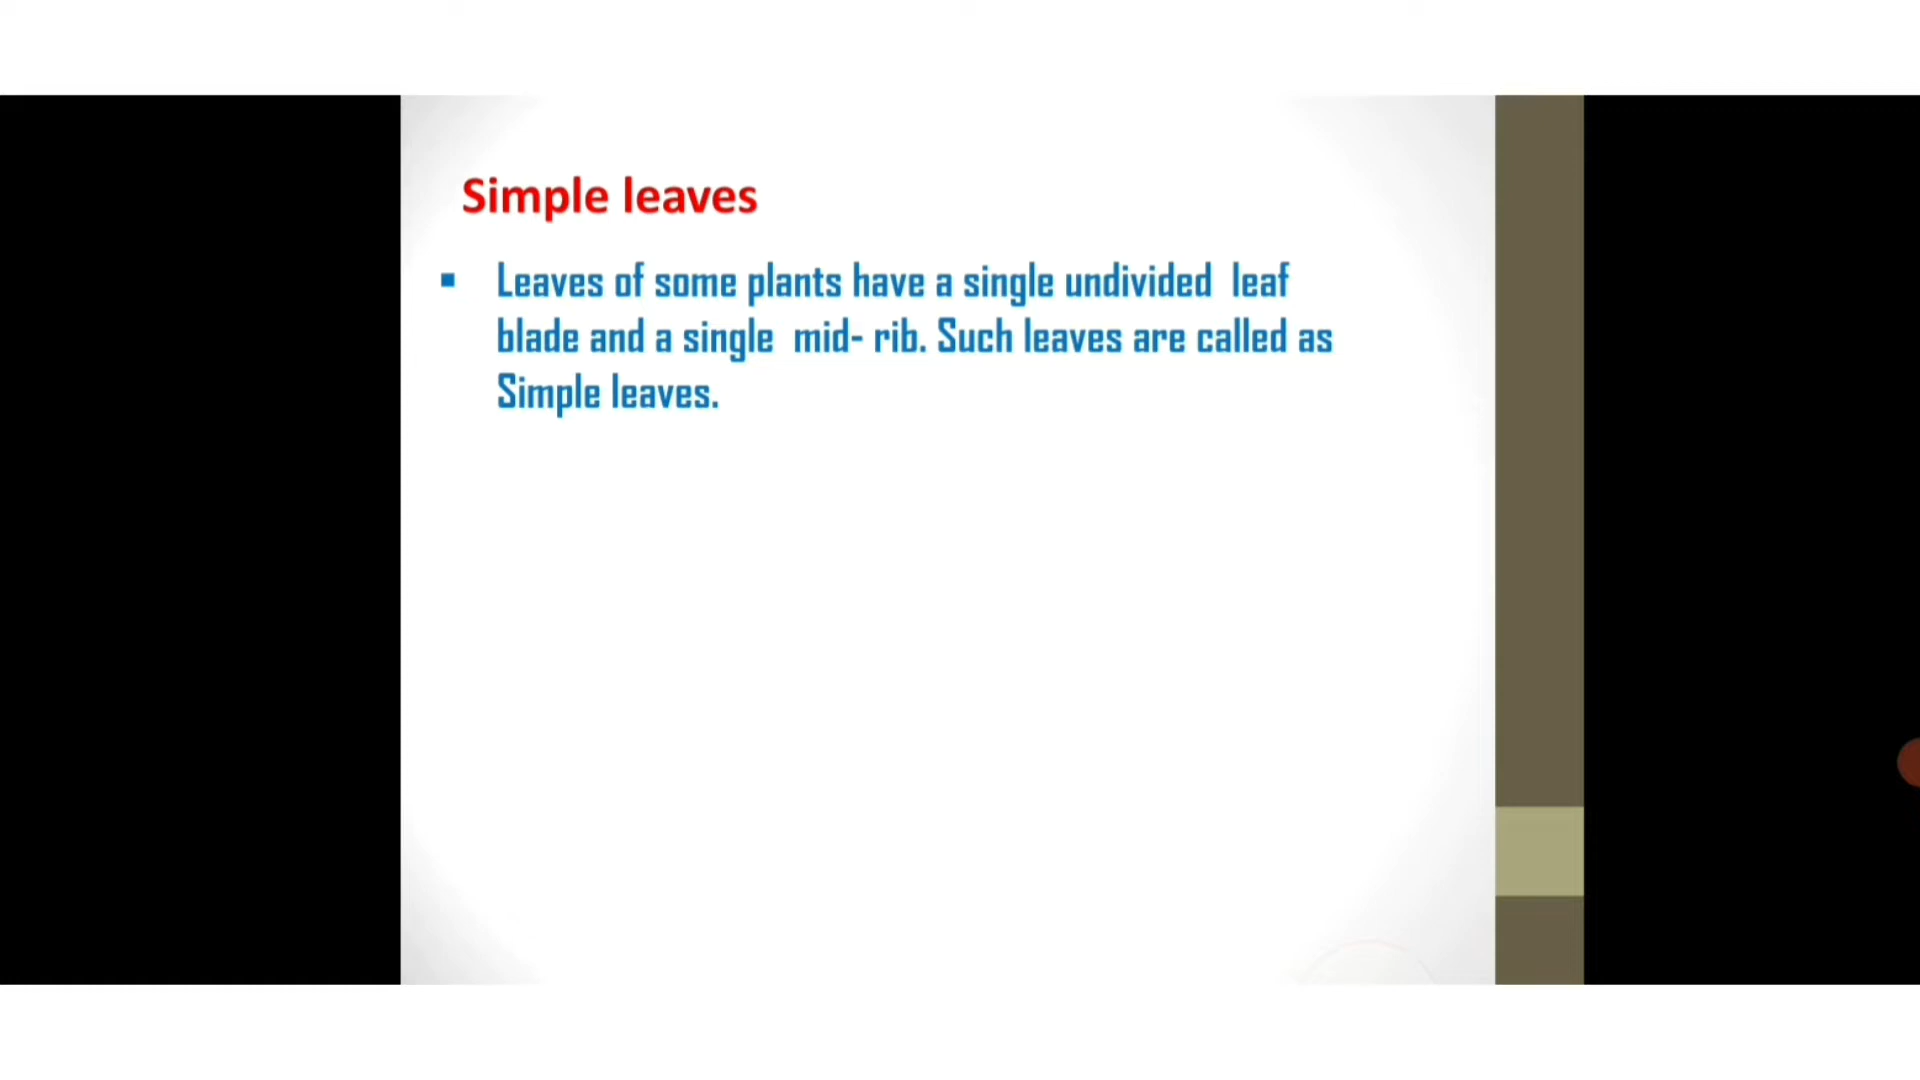 Simple leaves
▪ Leaves of some plants have a single undivided leaf
blade and a single mid- rib. Such leaves are called as
Simple leaves.